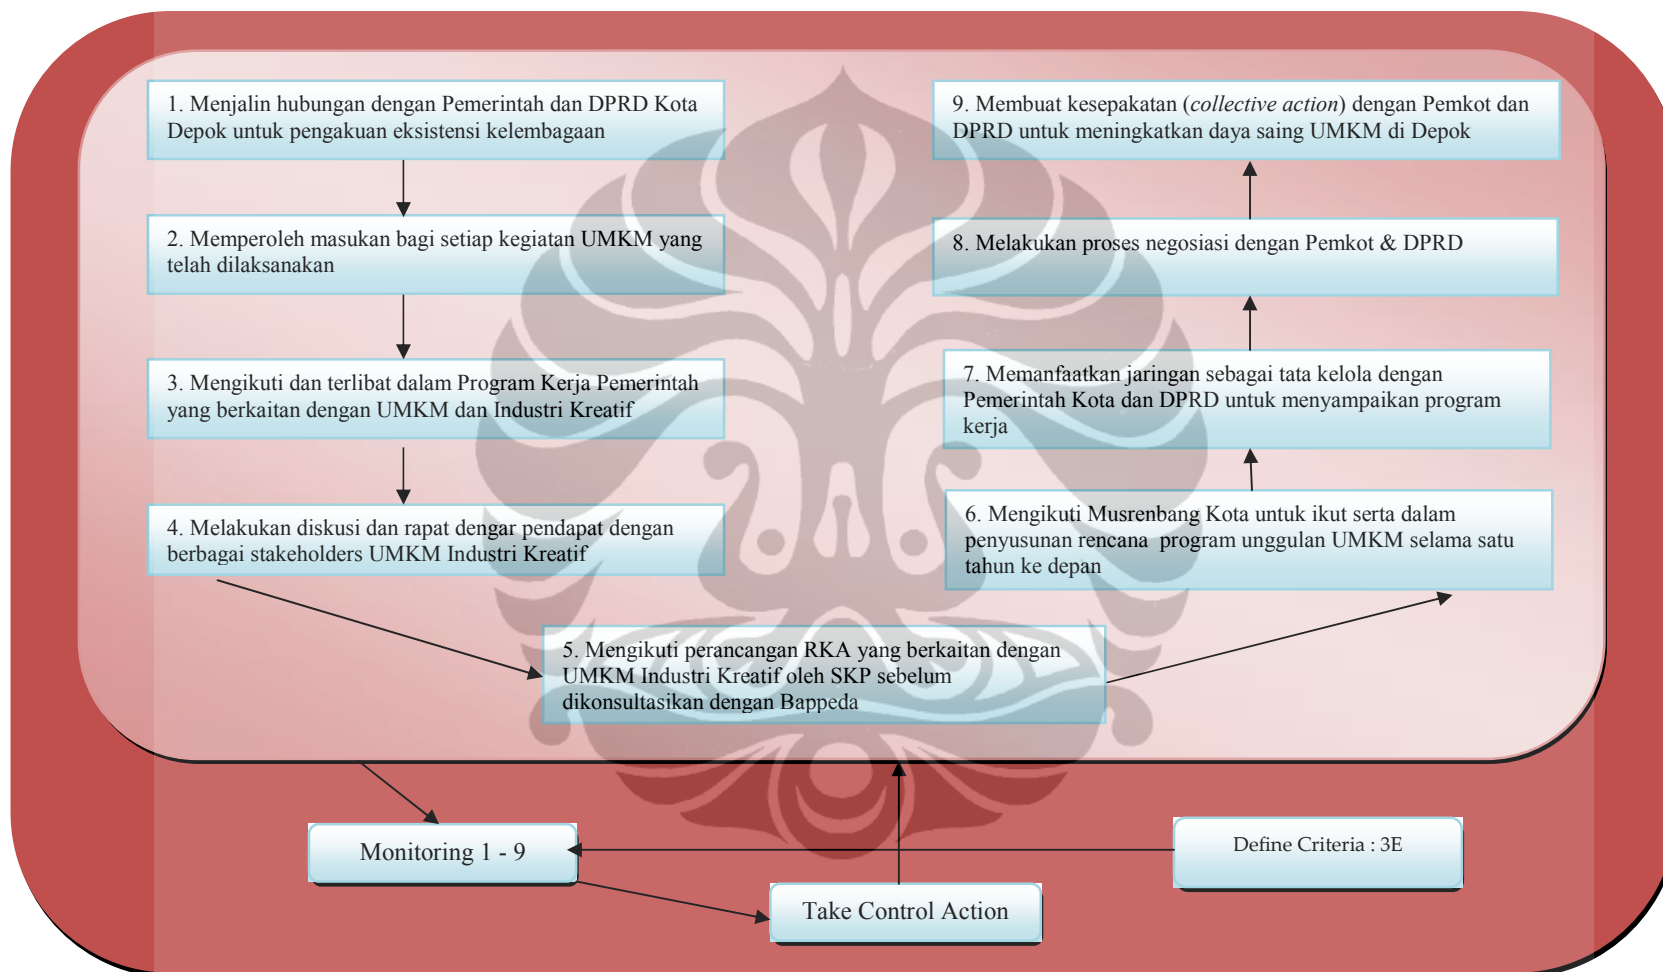 1. Menjalin hubungan dengan Pemerintah dan DPRD Kota
Depok untuk pengakuan eksistensi kelembagaan
2. Memperoleh masukan bagi setiap kegiatan UMKM yang
telah dilaksanakan
3. Mengikuti dan terlibat dalam Program Kerja Pemerintah
yang berkaitan dengan UMKM dan Industri Kreatif
4. Melakukan diskusi dan rapat dengar pendapat dengan
berbagai stakeholders UMKM Industri Kreatif
5. Mengikuti perancangan RKA yang berkaitan dengan
UMKM Industri Kreatif oleh SKP sebelum
dikonsultasikan dengan Bappeda
6. Mengikuti Musrenbang Kota untuk ikut serta dalam
penyusunan rencana program unggulan UMKM selama satu
tahun ke depan
7. Memanfaatkan jaringan sebagai tata kelola dengan
Pemerintah Kota dan DPRD untuk menyampaikan program
kerja
8. Melakukan proses negosiasi dengan Pemkot & DPRD
9. Membuat kesepakatan (collective action) dengan Pemkot dan
DPRD untuk meningkatkan daya saing UMKM di Depok
Monitoring 1 - 9
Define Criteria : 3E
Take Control Action